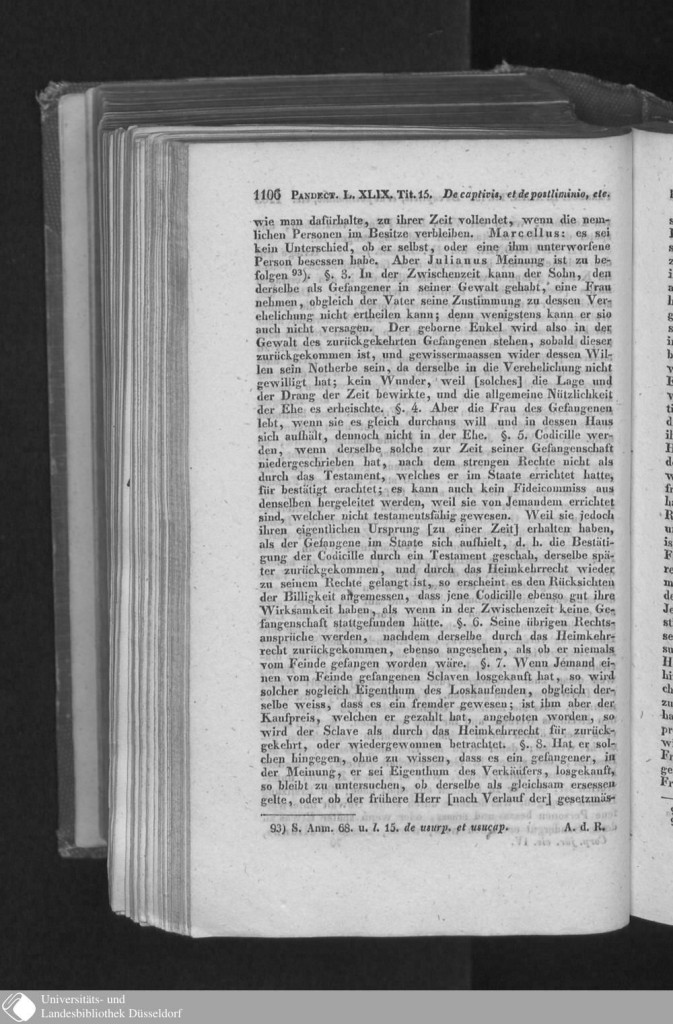 1106 PANDECT. L. XLIX. Tit. 15. De captivis, et de postliminio, etc.
wie man dafürhalte, zu ihrer Zeit vollendet, wenn die nem-
lichen Personen im Besitze verbleiben. Marcellus: es sei
kein Unterschied, ob er selbst, oder eine ihm unterworfene
Person besessen habe. Aber Julianus Meinung ist zu be-
folgen 93). §. 3. In der Zwischenzeit kann der Sohn, den
derselbe als Gefangener in seiner Gewalt gehabt, eine Frau
nehmen, obgleich der Vater seine Zustimmung zu dessen Ver-
ehelichung nicht ertheilen kann; denn wenigstens kann er sie
auch nicht versagen. Der geborne Enkel wird also in der
Gewalt des zurückgekehrten Gefangenen stehen, sobald dieser
zurückgekommen ist, und gewissermaassen wider dessen Wil-
len sein Notherbe sein, da derselbe in die Verehelichung nicht
gewilligt hat; kein Wunder, weil [solches] die Lage und
der Drang der Zeit bewirkte, und die allgemeine Nützlichkeit
der Ehe es erheischte. §. 4. Aber die Frau des Gefangenen
lebt, wenn sie es gleich durchaus will und in dessen Haus
sich aufhält, dennoch nicht in der Ehe. §. 5. Codicille wer-
den, wenn derselbe solche zur Zeit seiner Gefangenschaft
niedergeschrieben hat, nach dem strengen Rechte nicht als
durch das Testament, welches er im Staate errichtet hatte,
für bestätigt erachtet; es kann auch kein Fideicommiss aus
denselben hergeleitet werden, weil sie von Jemandem errichtet
sind, welcher nicht testamentsfähig gewesen. Weil sie jedoch
ihren eigentlichen Ursprung [zu einer Zeit] erhalten haben,
als der Gefangene im Staate sich aufhielt, d. h. die Bestäti-
gung der Codicille durch ein Testament geschah, derselbe spä-
ter zurückgekommen, und durch das Heimkehrrecht wieder
zu seinem Rechte gelangt ist, so erscheint es den Rücksichten
der Billigkeit angemessen, dass jene Codicille ebenso gut ihre
Wirksamkeit haben, als wenn in der Zwischenzeit keine Ge-
fangenschaft stattgefunden hätte. §. 6. Seine übrigen Rechts-
ansprüche werden, nachdem derselbe durch das Heimkehr-
recht zurückgekommen, ebenso angesehen, als ob er niemals
vom Feinde gefangen worden wäre. §. 7. Wenn Jemand ei-
nen vom Feinde gefangenen Sclaven losgekauft hat, so wird
solcher sogleich Eigenthum des Loskaufenden, obgleich der-
selbe weiss, dass es ein fremder gewesen; ist ihm aber der
Kaufpreis, welchen er gezahlt hat, angeboten worden, so
wird der Sclave als durch das Heimkehrrecht für zurück-
gekehrt, oder wiedergewonnen betrachtet. §. 8. Hat er sol-
chen hingegen, ohne zu wissen, dass es ein gefangener, in
der Meinung, er sei Eigenthum des Verkäufers, losgekauft,
so bleibt zu untersuchen, ob derselbe als gleichsam ersessen
gelte, oder ob der frühere Herr [nach Verlauf der] gesetzmäs-
93) S. Anm. 68. u. l. 15. de usurp. et usucap. A. d. R.
Universitäts- und
Landesbibliothek Düsseldorf